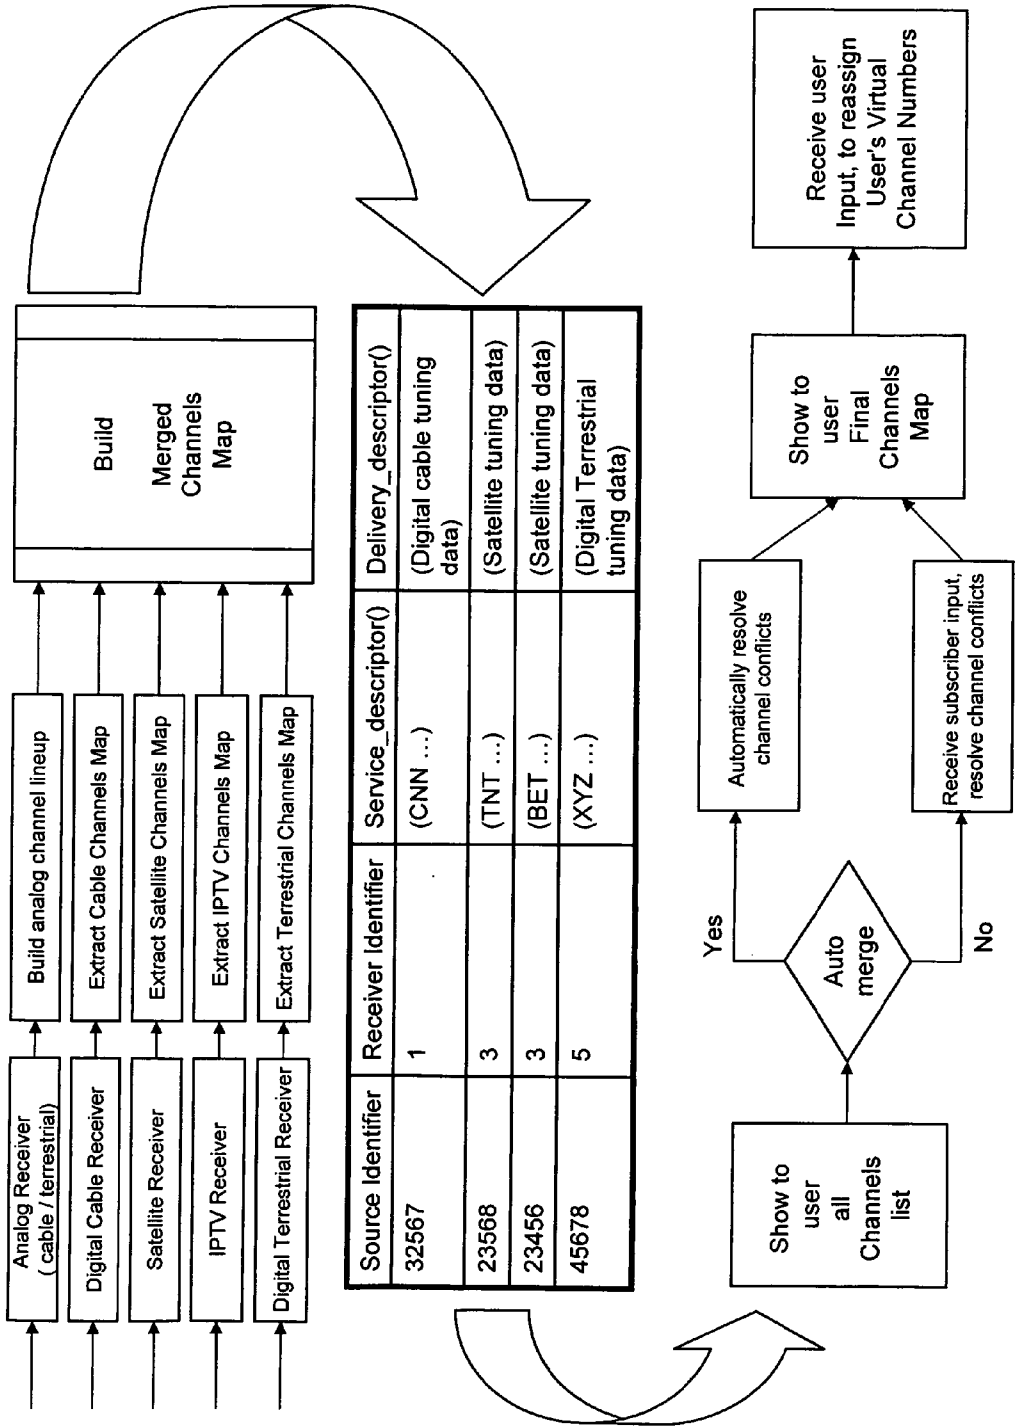 Analog Receiver
( cable / terrestrial)
Build analog channel lineup
Digital Cable Receiver
Extract Cable Channels Map
Satellite Receiver
Extract Satellite Channels Map
IPTV Receiver
Extract IPTV Channels Map
Digital Terrestrial Receiver
Extract Terrestrial Channels Map
Build
Merged
Channels
Map
Source Identifier
Receiver Identifier
Service_descriptor()
Delivery_descriptor()
32567
1
(CNN ...)
(Digital cable tuning
data)
23568
3
(TNT ...)
(Satellite tuning data)
23456
3
(BET ...)
(Satellite tuning data)
45678
5
(XYZ ...)
(Digital Terrestrial
tuning data)
Show to
user
all
Channels
list
Auto
merge
Yes
No
Automatically resolve
channel conflicts
Receive subscriber input,
resolve channel conflicts
Show to
user
Final
Channels
Map
Receive user
Input, to reassign
User's Virtual
Channel Numbers